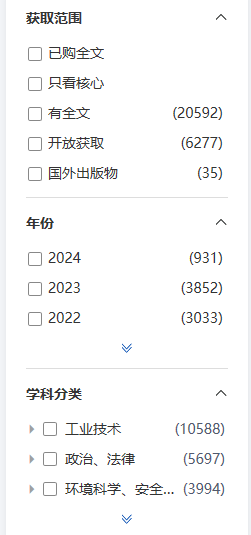 获取范围
已购全文
只看核心
有全文 (20592)
开放获取 (6277)
国外出版物 (35)
年份
2024 (931)
2023 (3852)
2022 (3033)
学科分类
工业技术 (10588)
政治、法律 (5697)
环境科学、安全... (3994)